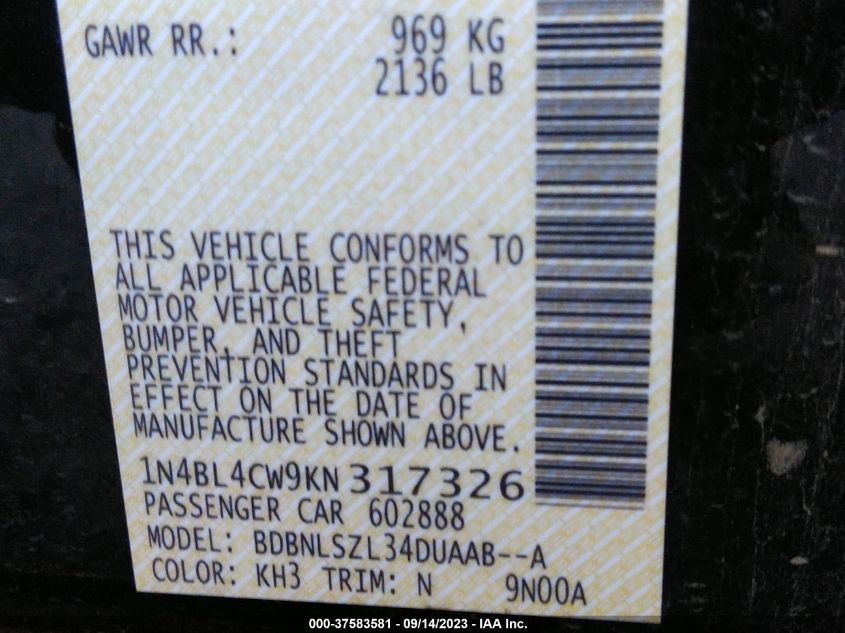 GAWR RR.: 969 KG
2136 LB
THIS VEHICLE CONFORMS TO
ALL APPLICABLE FEDERAL
MOTOR VEHICLE SAFETY,
BUMPER, AND THEFT
PREVENTION STANDARDS IN
EFFECT ON THE DATE OF
MANUFACTURE SHOWN ABOVE.
1N4BL4CW9KN317326
PASSENGER CAR 602888
MODEL: BDBNLSZL34DUAAB--A
COLOR: KH3 TRIM: N 9N00A
000-37583581 - 09/14/2023 - IAA Inc.